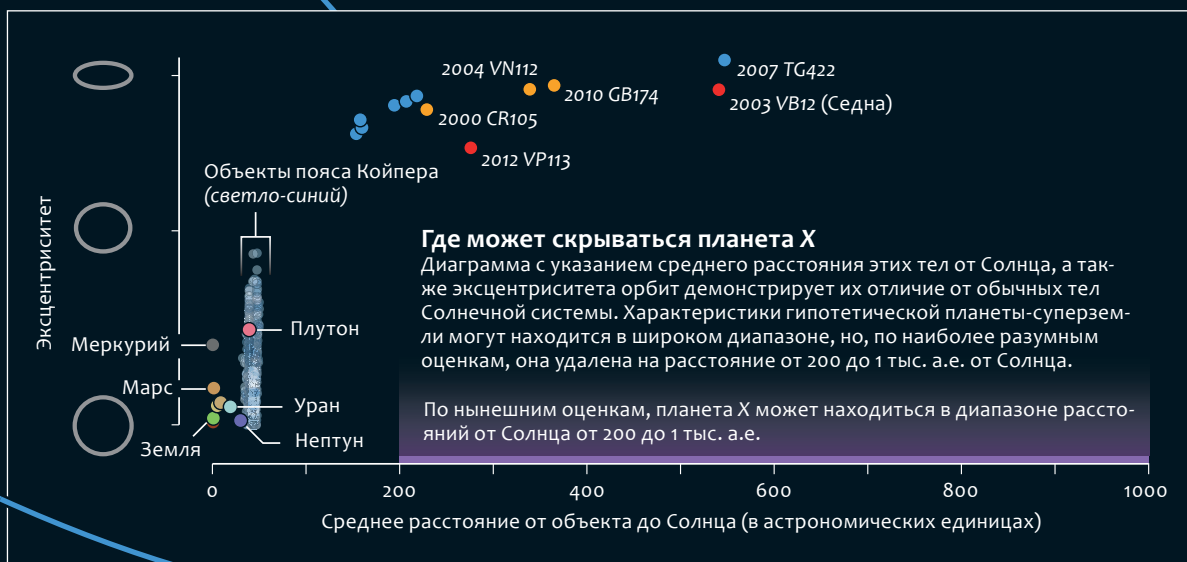 2004 VN112
2007 TG422
2010 GB174
2003 VB12 (Седна)
2000 CR105
2012 VP113
Объекты пояса Койпера
(светло-синий)
Эксцентриситет
Где может скрываться планета X
Диаграмма с указанием среднего расстояния этих тел от Солнца, а так-
же эксцентриситета орбит демонстрирует их отличие от обычных тел
Солнечной системы. Характеристики гипотетической планеты-суперзем-
ли могут находится в широком диапазоне, но, по наиболее разумным
оценкам, она удалена на расстояние от 200 до 1 тыс. а.е. от Солнца.
Плутон
Меркурий
Марс
Уран
Нептун
Земля
По нынешним оценкам, планета X может находиться в диапазоне рассто-
яний от Солнца от 200 до 1 тыс. а.е.
0 200 400 600 800 1000
Среднее расстояние от объекта до Солнца (в астрономических единицах)